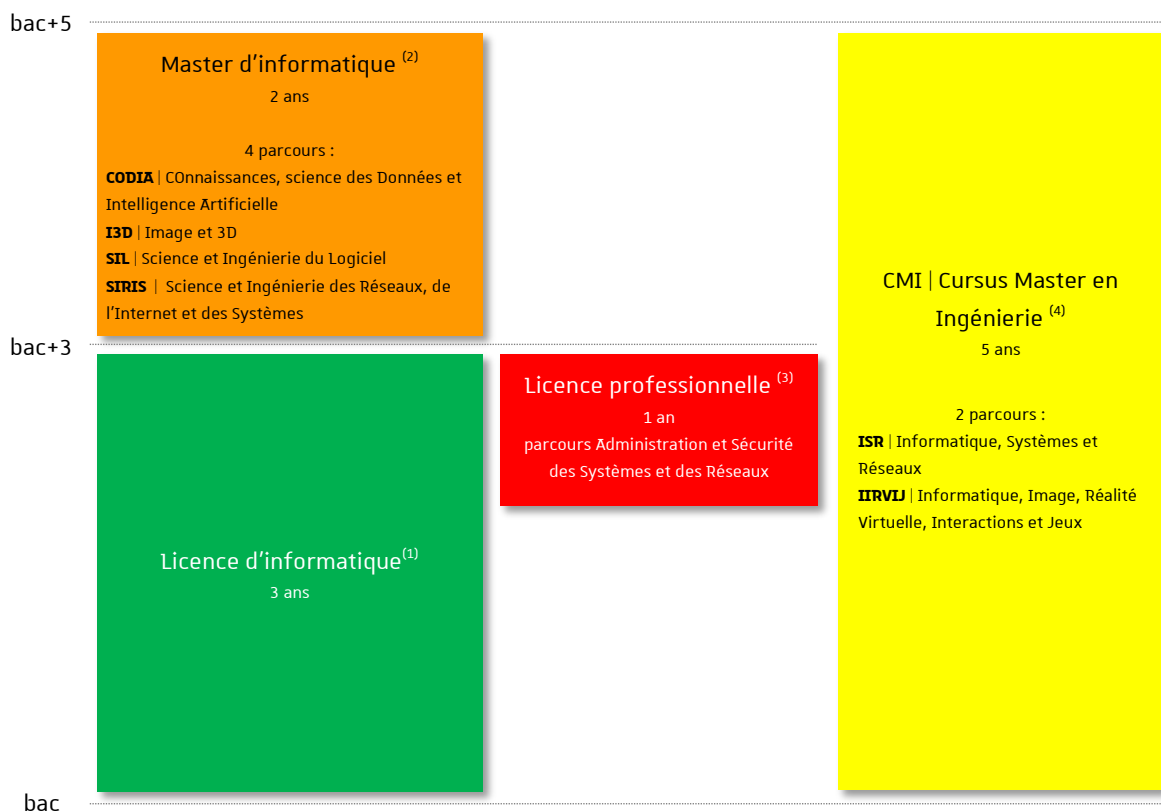 bac+5
Master d'informatique (2)
2 ans
4 parcours :
CODIA | COnnaissances, science des Données et
Intelligence Artificielle
I3D | Image et 3D
SIL | Science et Ingénierie du Logiciel
SIRIS | Science et Ingénierie des Réseaux, de
l'Internet et des Systèmes
bac+3
Licence d'informatique(1)
3 ans
Licence professionnelle (3)
1 an
parcours Administration et Sécurité
des Systèmes et des Réseaux
CMI | Cursus Master en
Ingénierie (4)
5 ans
2 parcours :
ISR | Informatique, Systèmes et
Réseaux
IIRVIJ | Informatique, Image, Réalité
Virtuelle, Interactions et Jeux
bac